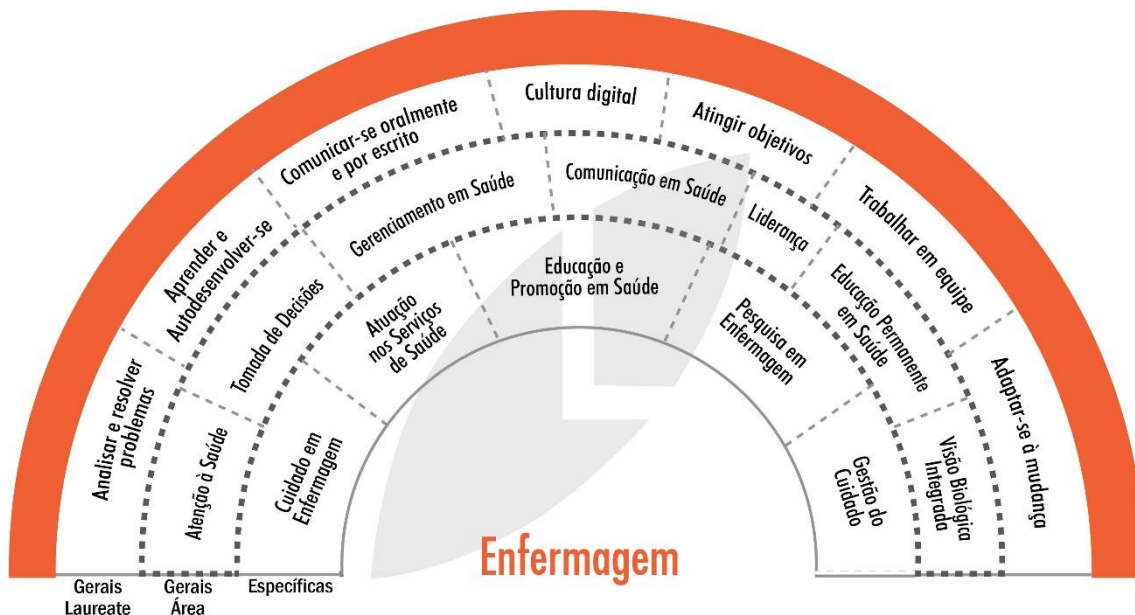 Analisar e resolver
problemas
Aprender e
Autodesenvolver-se
Comunicar-se oralmente
e por escrito
Cultura digital
Atingir objetivos
Trabalhar em equipe
Adaptar-se à mudança
Atenção à Saúde
Tomada de Decisões
Gerenciamento em Saúde
Comunicação em Saúde
Liderança
Educação Permanente
em Saúde
Visão Biológica
Integrada
Cuidado em
Enfermagem
Atuação
nos Serviços
de Saúde
Educação e
Promoção em Saúde
Pesquisa em
Enfermagem
Gestão do
Cuidado
Enfermagem
Gerais
Laureate
Gerais
Área
Específicas